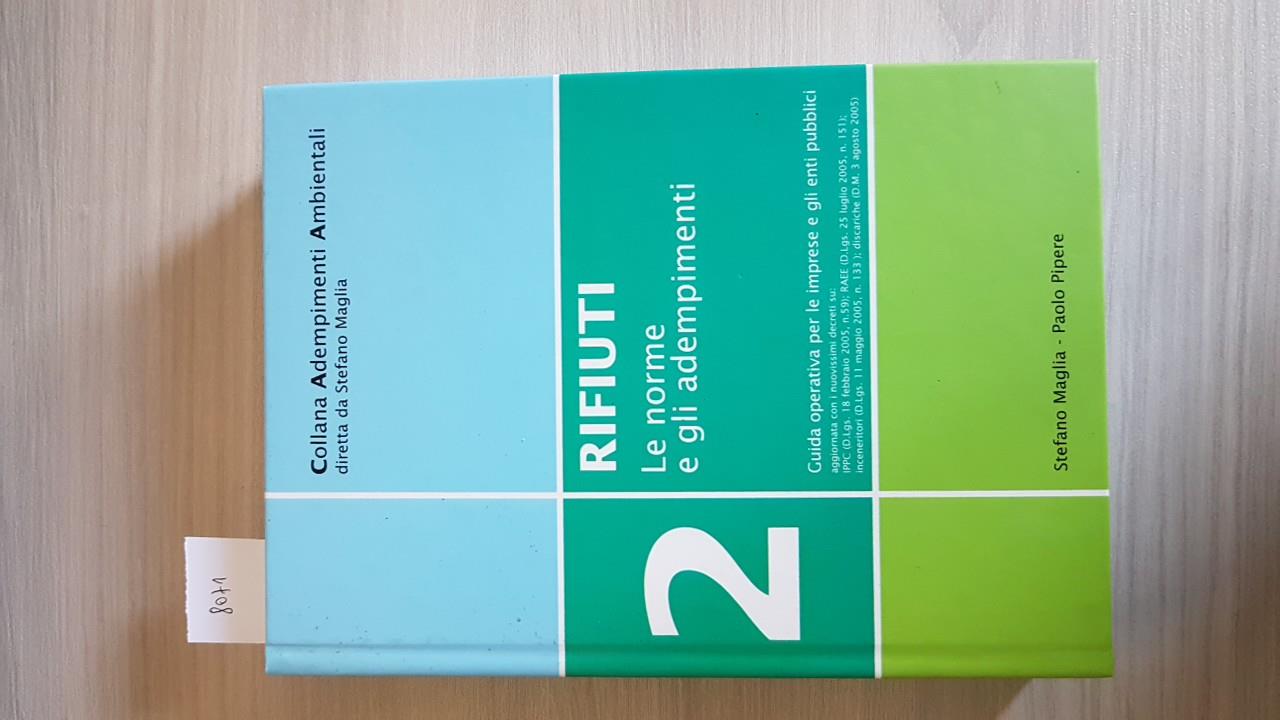 8071
Collana Adempimenti Ambientali
diretta da Stefano Maglia
2
RIFIUTI
Le norme
e gli adempimenti
Guida operativa per le imprese e gli enti pubblici
aggiornata con i nuovissimi decreti su:
IPPC (D.Lgs. 18 febbraio 2005, n.59); RAEE (D.Lgs. 25 luglio 2005, n. 151);
inceneritori (D.Lgs. 11 maggio 2005, n. 133 ); discariche (D.M. 3 agosto 2005)
Stefano Maglia - Paolo Pipere